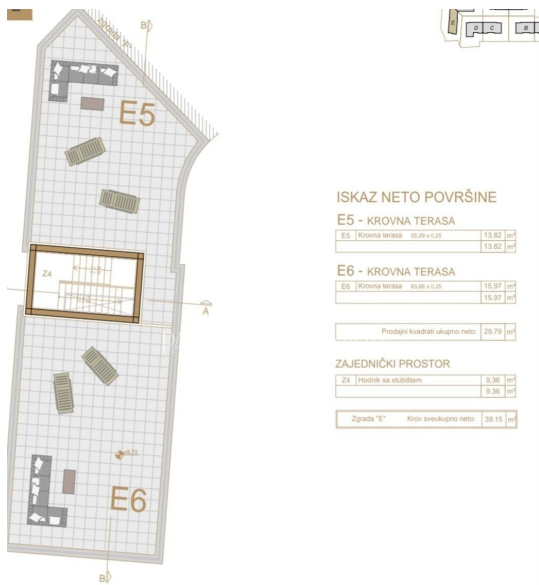 B
E
D
C
B
E5
ISKAZ NETO POVRŠINE
E5 - KROVNA TERASA
E5 Krovna terasa 55,29 x 0,25 13.82 m²
13.82 m²
Z4
E6 - KROVNA TERASA
E6 Krovna terasa 63,88 x 0,25 15,97 m²
15.97 m²
A
Prodajni kvadrati ukupno neto: 29,79 m²
ZAJEDNIČKI PROSTOR
Z4 Hodnik sa stubištem 9,36 m²
9.36 m²
Zgrada "E" Krov sveukupno neto: 39,15 m²
E6
B